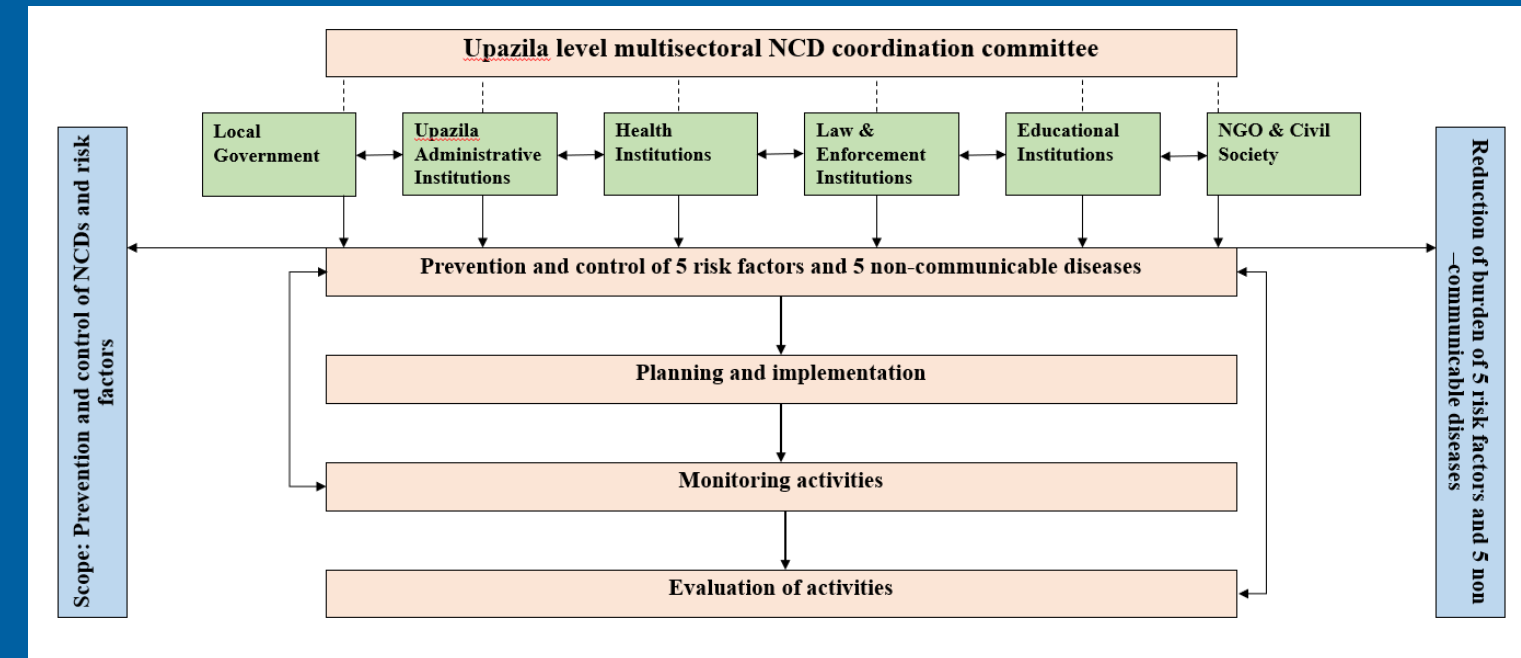 Upazila level multisectoral NCD coordination committee
Local
Government
Upazila
Administrative
Institutions
Health
Institutions
Law &
Enforcement
Institutions
Educational
Institutions
NGO & Civil
Society
Scope: Prevention and control of NCDs and risk
factors
Prevention and control of 5 risk factors and 5 non-communicable diseases
Planning and implementation
Monitoring activities
Evaluation of activities
Reduction of burden of 5 risk factors and 5 non
–communicable diseases